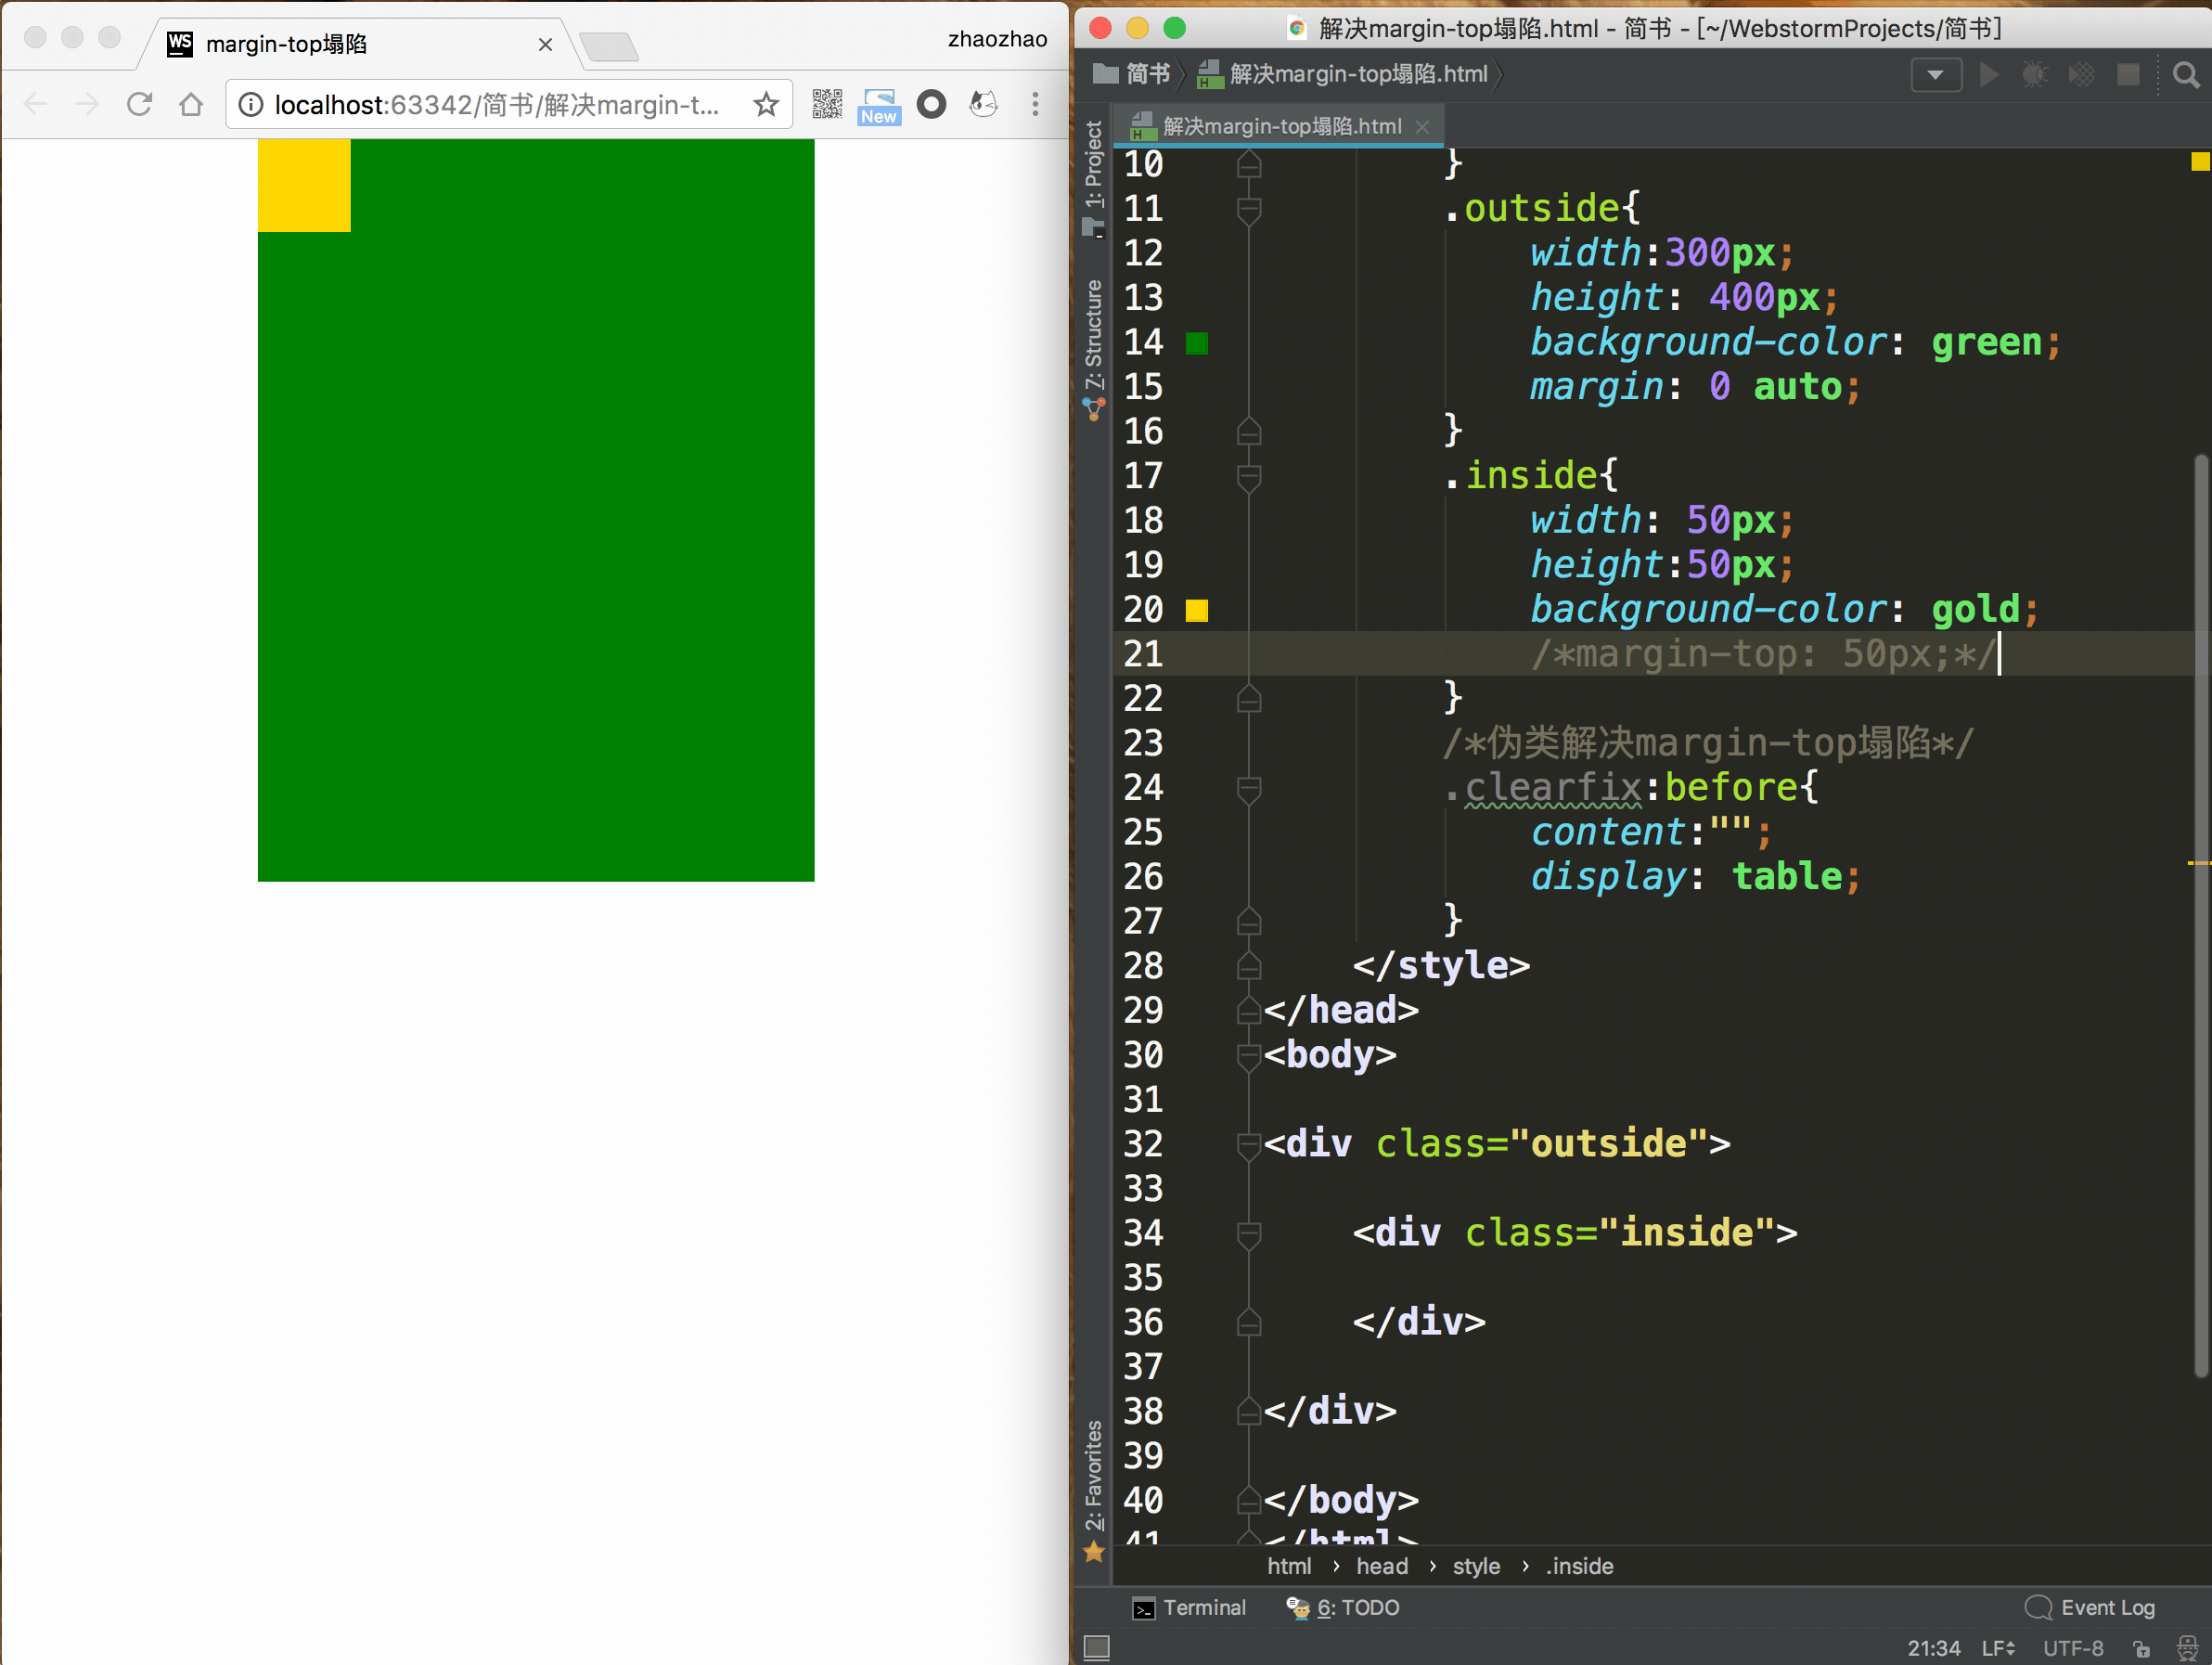 WS margin-top塌陷
zhaozhao
localhost:63342/简书/解决margin-t...
New
解决margin-top塌陷.html - 简书 - [~/WebstormProjects/简书]
简书 解决margin-top塌陷.html
解决margin-top塌陷.html
1: Project
7: Structure
2: Favorites
10 }
11 .outside{
12 width:300px;
13 height: 400px;
14 background-color: green;
15 margin: 0 auto;
16 }
17 .inside{
18 width: 50px;
19 height:50px;
20 background-color: gold;
21 /*margin-top: 50px;*/
22 }
23 /*伪类解决margin-top塌陷*/
24 .clearfix:before{
25 content:"";
26 display: table;
27 }
28 </style>
29 </head>
30 <body>
31
32 <div class="outside">
33
34 <div class="inside">
35
36 </div>
37
38 </div>
39
40 </body>
41 </html>
html › head › style › .inside
Terminal 6: TODO Event Log
21:34 LF UTF-8